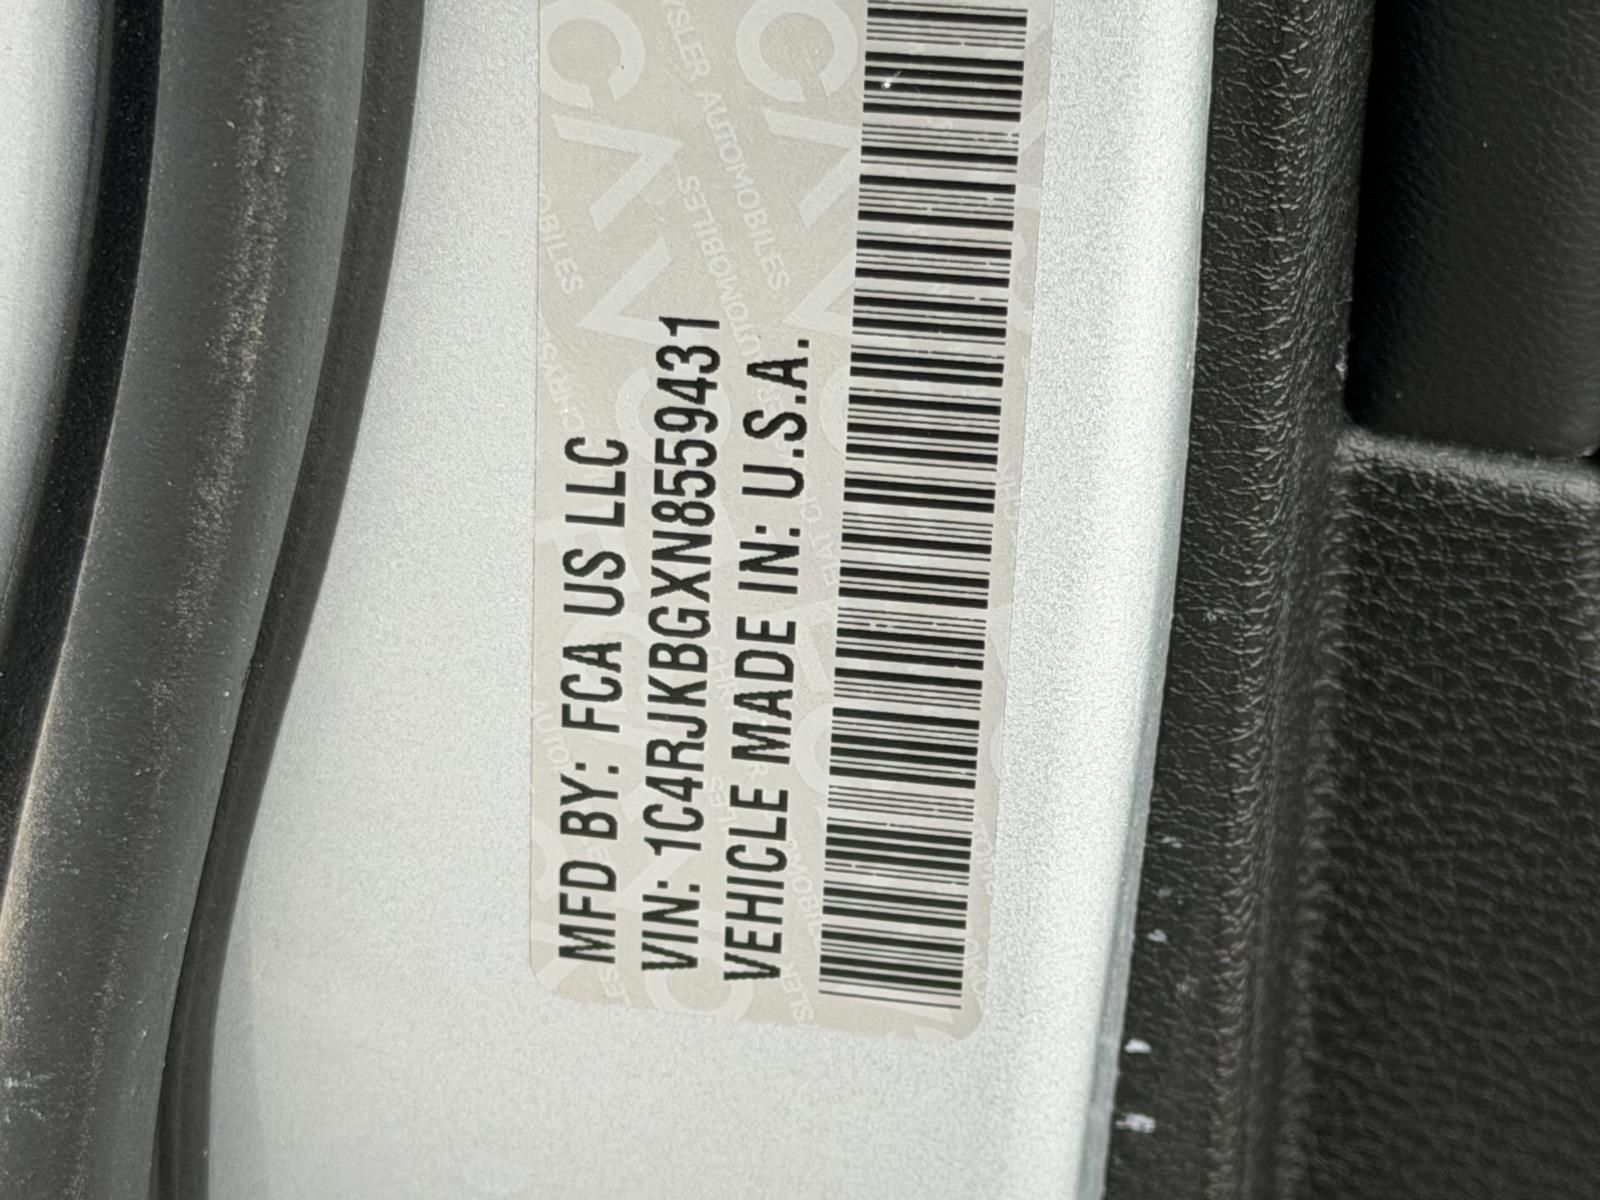 MFD BY: FCA US LLC
VIN: 1C4RJKBGXN8559431
VEHICLE MADE IN: U.S.A.